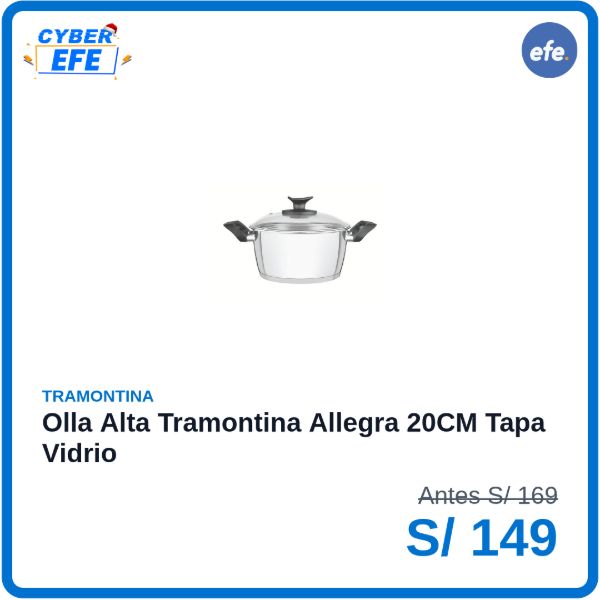 CYBER
EFE
efe.
TRAMONTINA
Olla Alta Tramontina Allegra 20CM Tapa
Vidrio
Antes S/ 169
S/ 149